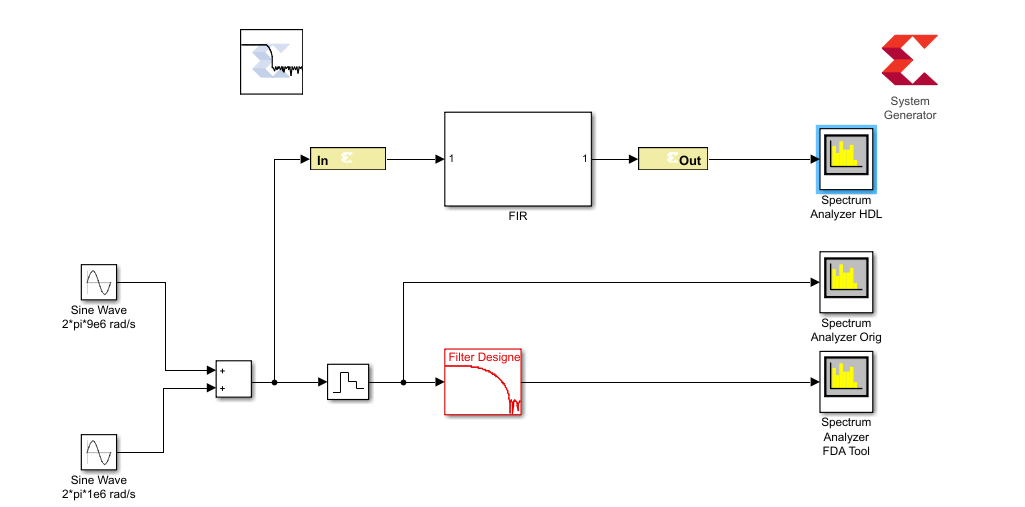 System
Generator
In
1
1
Out
FIR
Spectrum
Analyzer HDL
Sine Wave
2*pi*9e6 rad/s
Spectrum
Analyzer Orig
Filter Designe
+
+
Spectrum
Analyzer
FDA Tool
Sine Wave
2*pi*1e6 rad/s